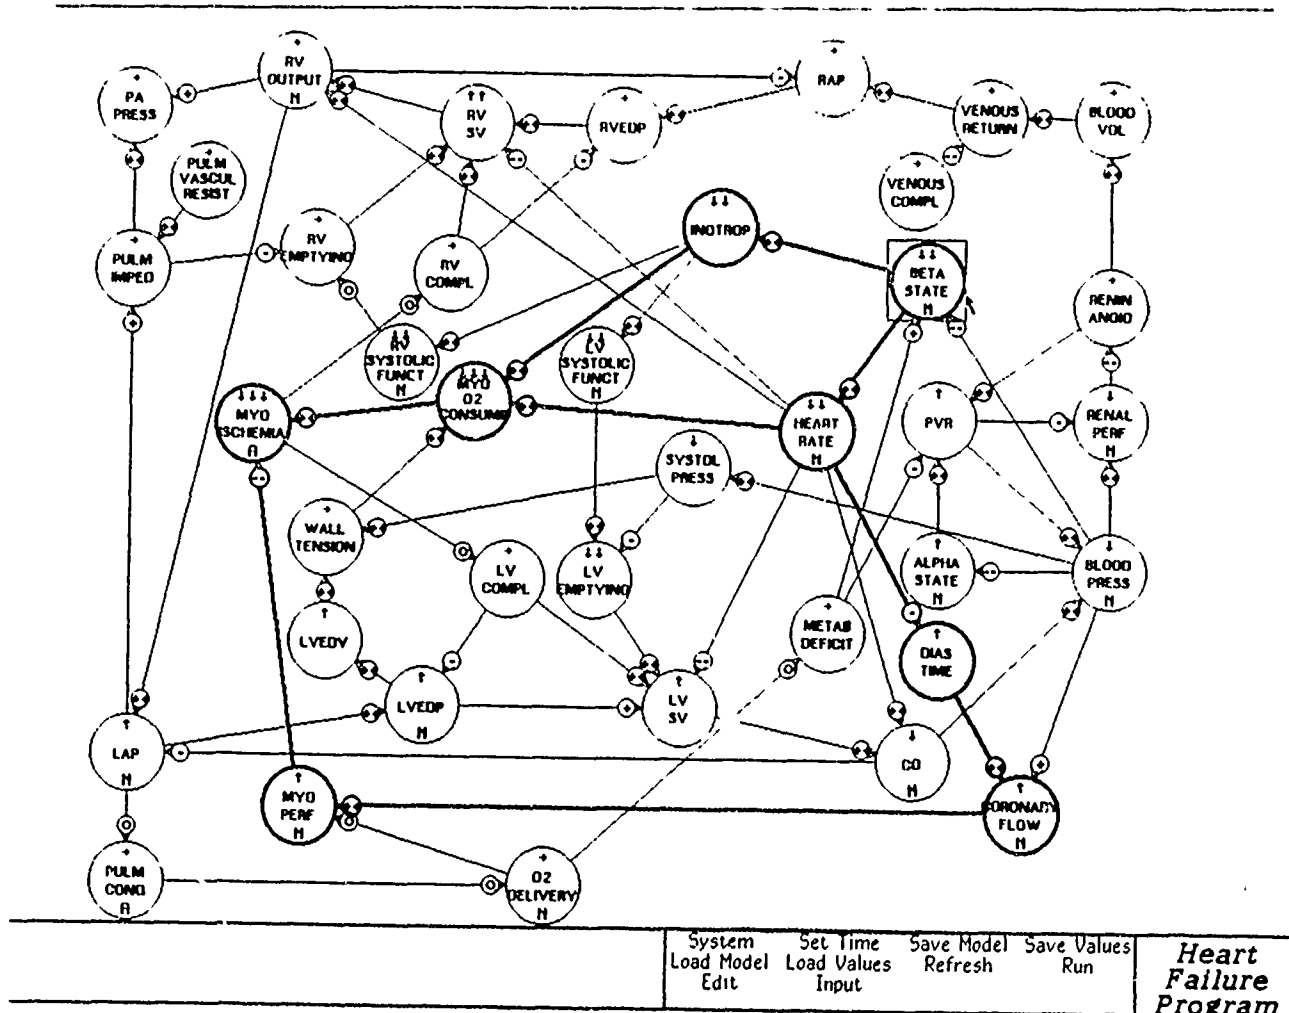 RV
OUTPUT
M
PA
PRESS
RV
SV
RVEDP
RAP
VENOUS
RETURN
BLOOD
VOL
PULM
VASCUL
RESIST
VENOUS
COMPL
INOTROP
RV
EMPTYING
RV
COMPL
PULM
IMPED
BETA
STATE
M
RENIN
ANGIO
RV
SYSTOLIC
FUNCT
M
LV
SYSTOLIC
FUNCT
M
MYO
O2
CONSUME
MYO
ISCHEMIA
A
HEART
RATE
M
PVR
RENAL
PERF
M
SYSTOL
PRESS
WALL
TENSION
LV
COMPL
LV
EMPTYING
ALPHA
STATE
M
BLOOD
PRESS
M
LVEDV
METAB
DEFICIT
DIAS
TIME
LVEDP
M
LV
SV
LAP
M
CO
M
MYO
PERF
M
CORONARY
FLOW
M
PULM
CONG
A
O2
DELIVERY
M
System Set Time Save Model Save Values
Load Model Load Values Refresh Run
Edit Input
Heart
Failure
Program